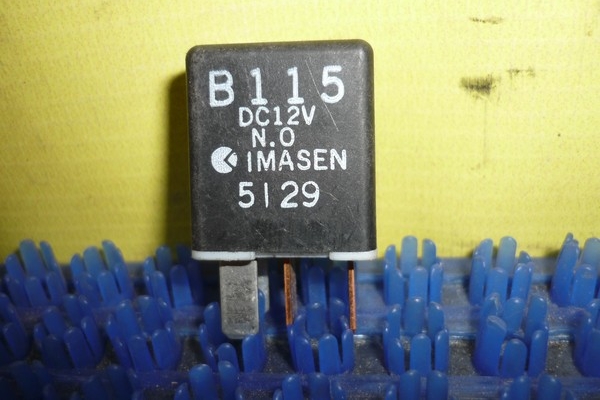 B115
DC12V
N.O
IMASEN
5129